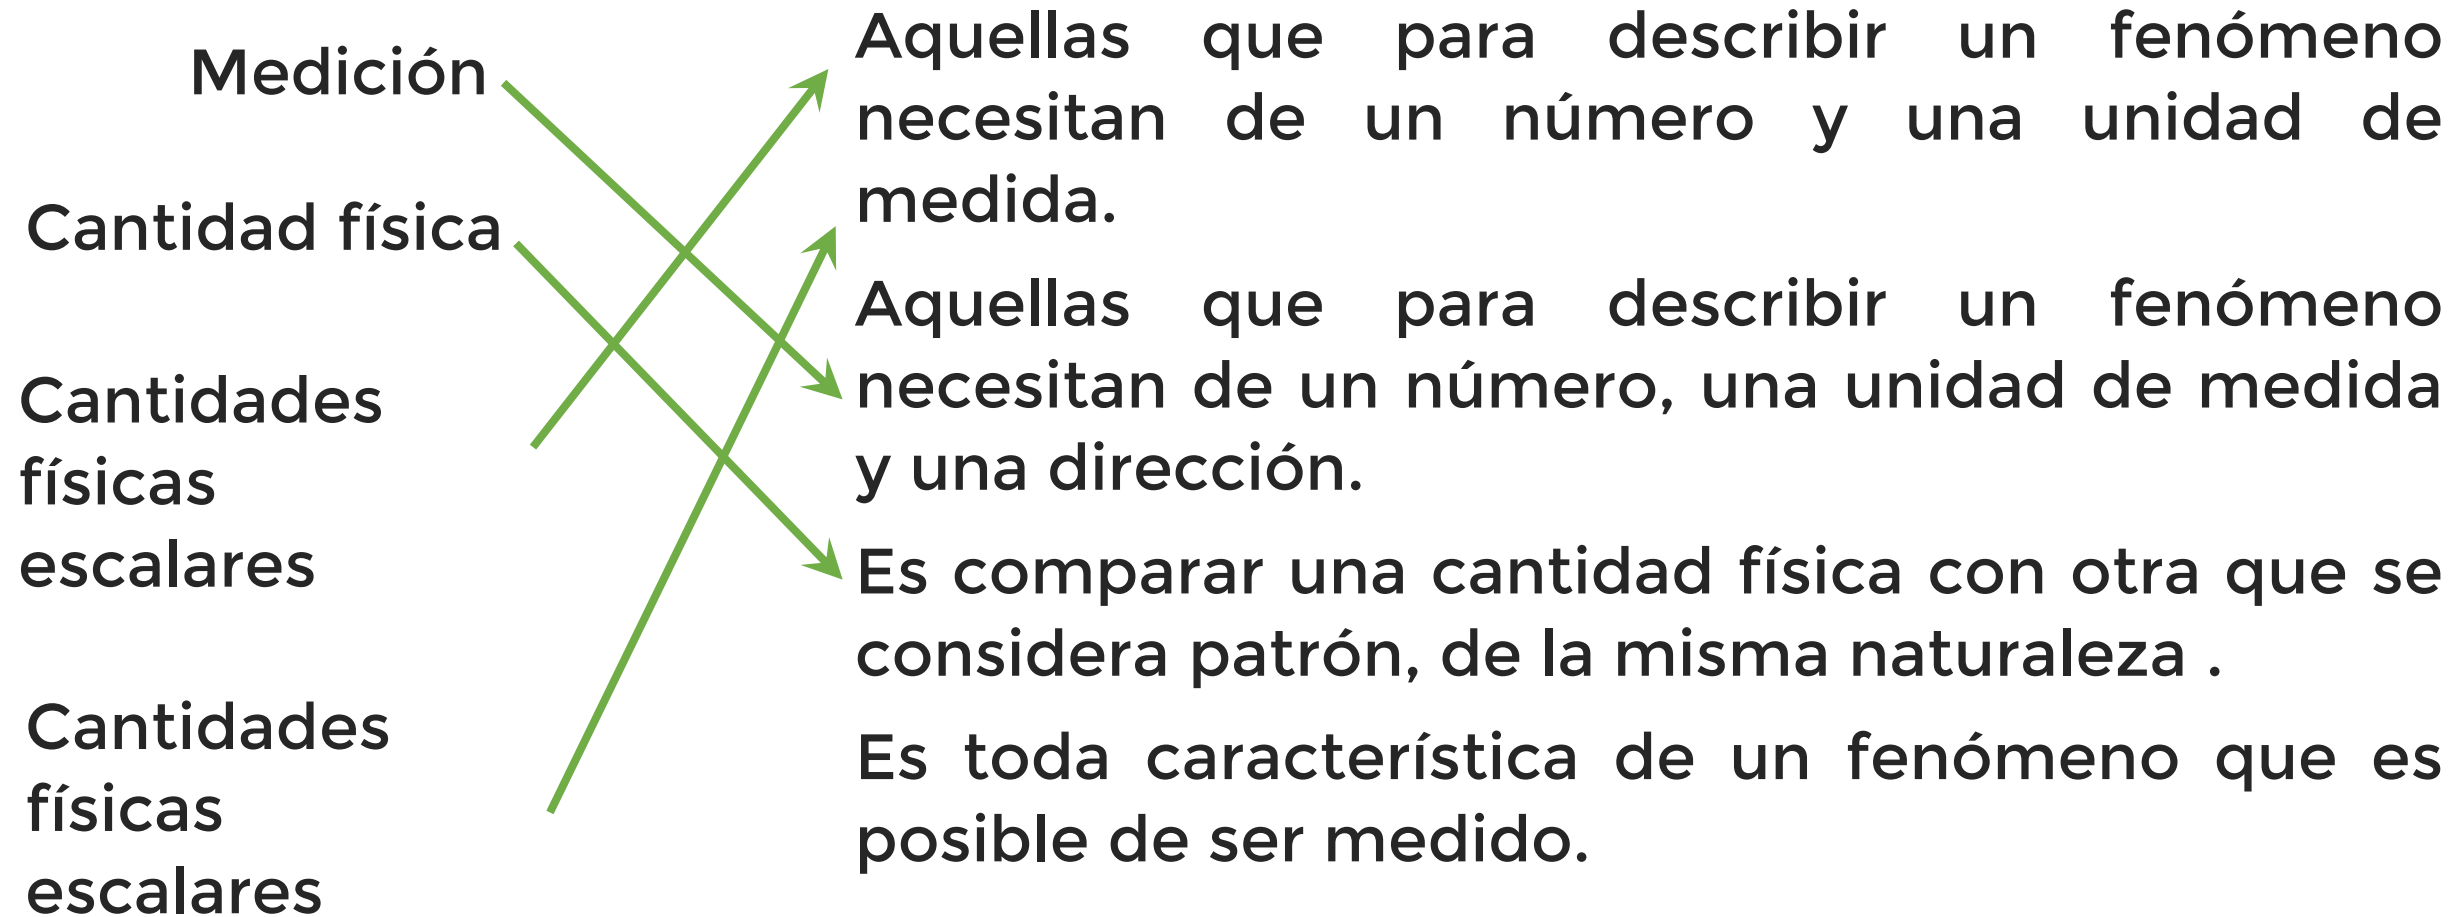 Medición
Cantidad física
Cantidades
físicas
escalares
Cantidades
físicas
escalares
Aquellas que para describir un fenómeno
necesitan de un número y una unidad de
medida.
Aquellas que para describir un fenómeno
necesitan de un número, una unidad de medida
y una dirección.
Es comparar una cantidad física con otra que se
considera patrón, de la misma naturaleza .
Es toda característica de un fenómeno que es
posible de ser medido.